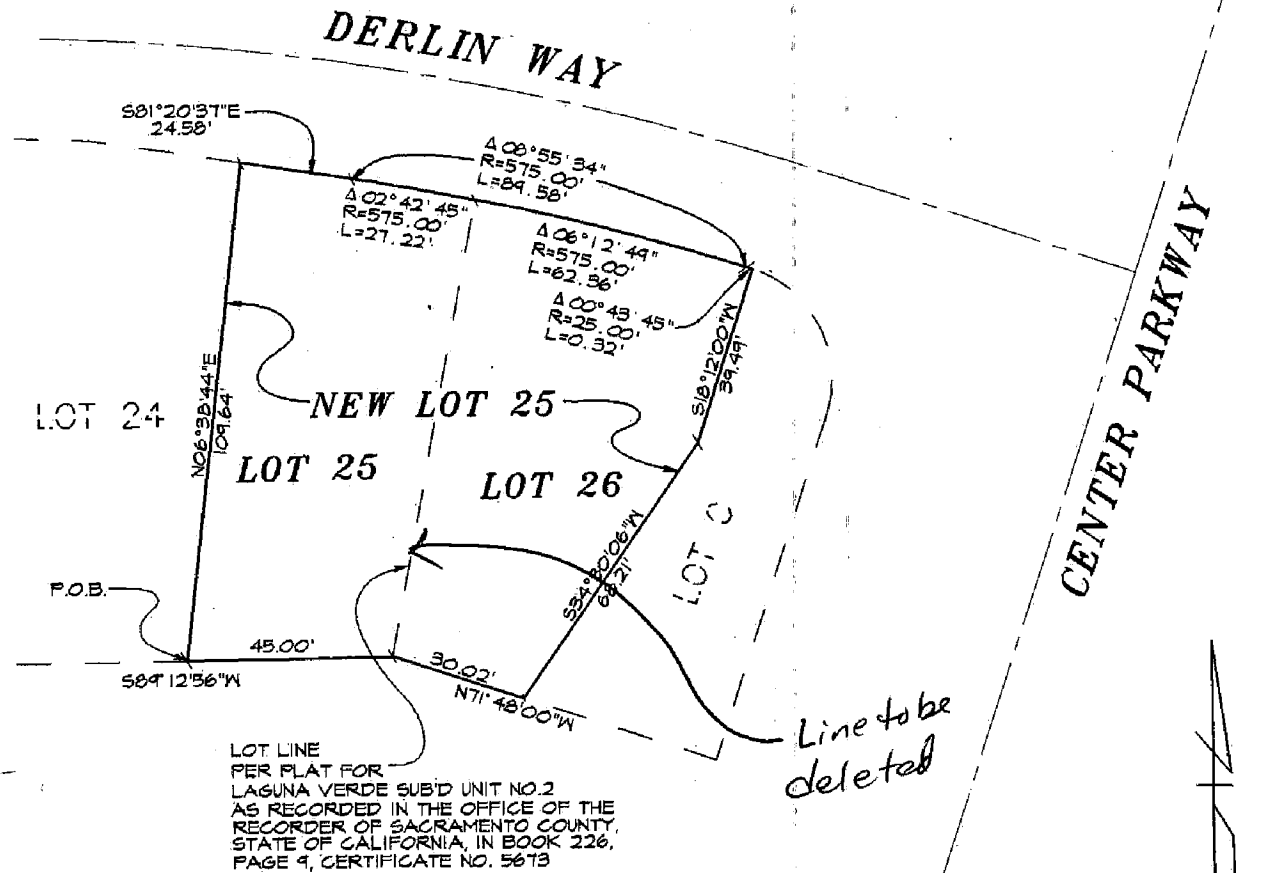 DERLIN WAY
S81°20'37"E
24.58'
Δ 08°55'34"
R=575.00'
L=89.58'
Δ 02°42'45"
R=575.00'
L=27.22'
Δ 06°12'49"
R=575.00'
L=62.36'
Δ 00°43'45"
R=25.00'
L=0.32'
S18°12'00"W
39.49'
CENTER PARKWAY
N06°38'44"E
109.64'
LOT 24
NEW LOT 25
LOT 25
LOT 26
LOT C
S34°30'06"W
68.21'
P.O.B.
45.00'
S89°12'36"W
30.02'
N71°48'00"W
Line to be
deleted
LOT LINE
PER PLAT FOR
LAGUNA VERDE SUB'D UNIT NO.2
AS RECORDED IN THE OFFICE OF THE
RECORDER OF SACRAMENTO COUNTY,
STATE OF CALIFORNIA, IN BOOK 226,
PAGE 9, CERTIFICATE NO. 5673